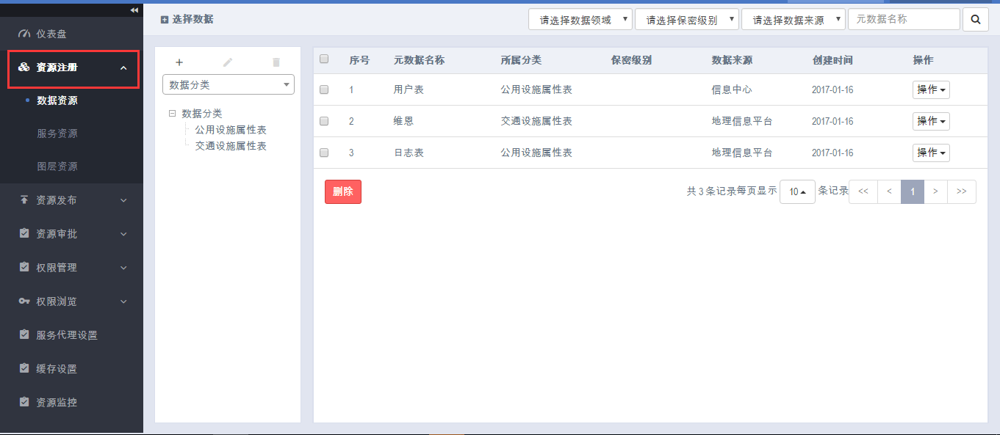 仪表盘
资源注册
数据资源
服务资源
图层资源
资源发布
资源审批
权限管理
权限浏览
服务代理设置
缓存设置
资源监控
选择数据 请选择数据领域 请选择保密级别 请选择数据来源 元数据名称
数据分类
数据分类
公用设施属性表
交通设施属性表
序号 元数据名称 所属分类 保密级别 数据来源 创建时间 操作
1 用户表 公用设施属性表 信息中心 2017-01-16 操作
2 维恩 交通设施属性表 地理信息平台 2017-01-16 操作
3 日志表 公用设施属性表 地理信息平台 2017-01-16 操作
删除 共 3 条记录每页显示 10 条记录 << < 1 > >>